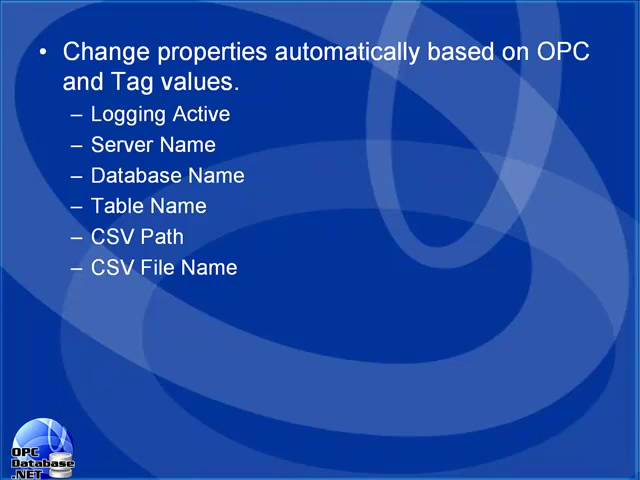 • Change properties automatically based on OPC
and Tag values.
– Logging Active
– Server Name
– Database Name
– Table Name
– CSV Path
– CSV File Name
OPC
Database
.NET